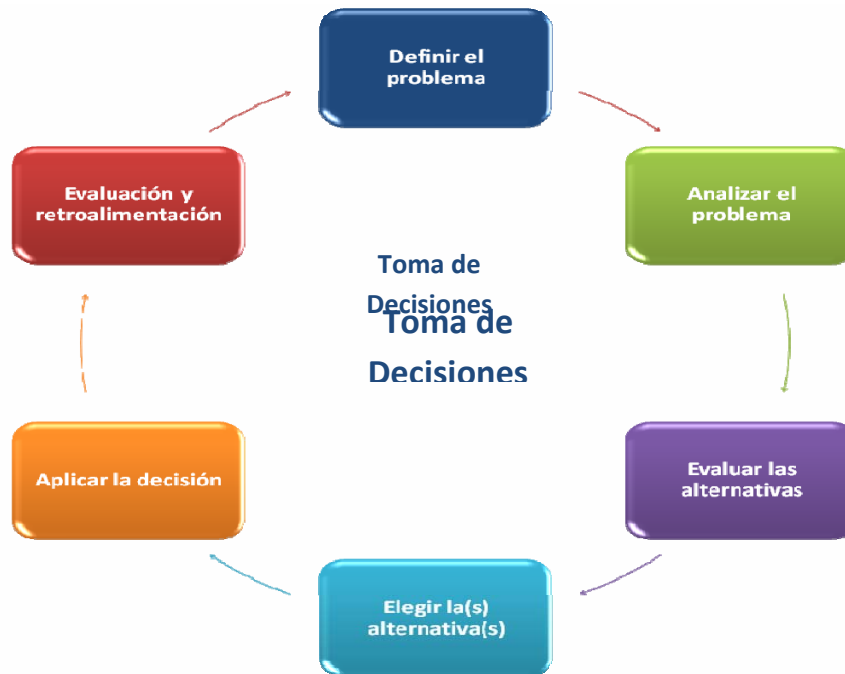 Definir el
problema
Analizar el
problema
Evaluar las
alternativas
Elegir la(s)
alternativa(s)
Aplicar la decisión
Evaluación y
retroalimentación
Toma de
Decisiones
Toma de
Decisiones